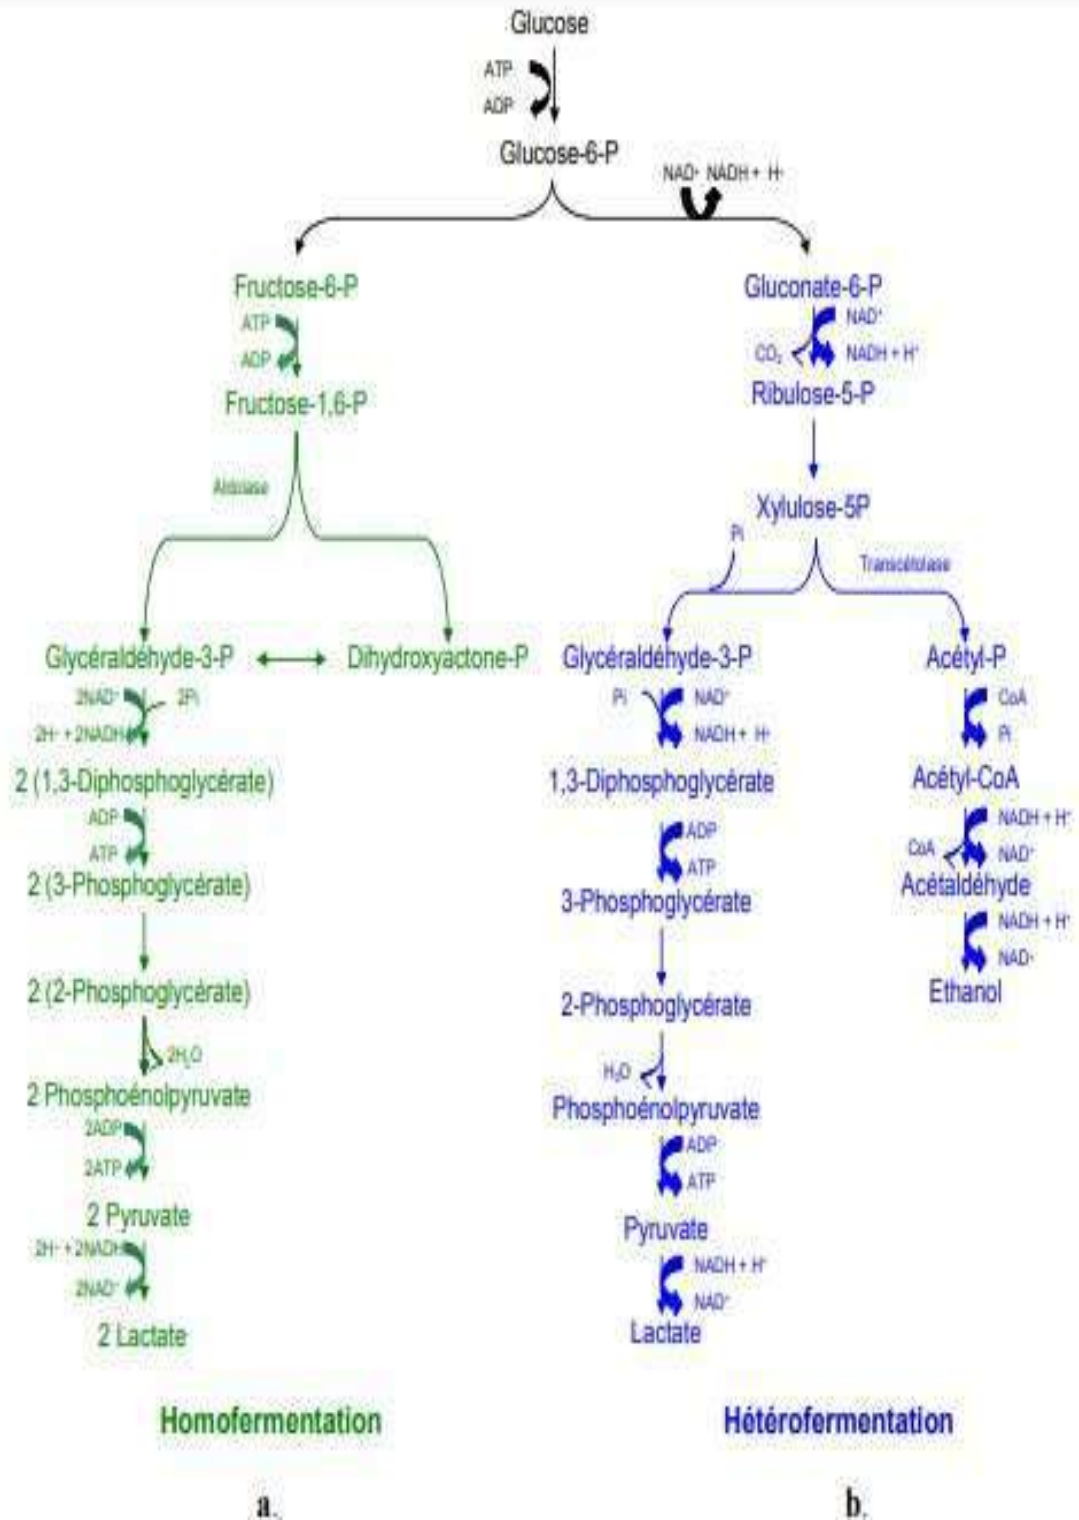 Glucose
ATP
ADP
Glucose-6-P
NAD+ NADH + H+
Fructose-6-P
ATP
ADP
Fructose-1,6-P
Aldolase
Glycéraldéhyde-3-P
Dihydroxyactone-P
2NAD+
2Pi
2H+ + 2NADH
2 (1,3-Diphosphoglycérate)
ADP
ATP
2 (3-Phosphoglycérate)
2 (2-Phosphoglycérate)
2H₂O
2 Phosphoénolpyruvate
2ADP
2ATP
2 Pyruvate
2H+ + 2NADH
2NAD+
2 Lactate
Homofermentation
a.
Gluconate-6-P
NAD+
CO₂
NADH + H+
Ribulose-5-P
Xylulose-5P
Pi
Transcétolase
Glycéraldéhyde-3-P
Pi
NAD+
NADH + H+
1,3-Diphosphoglycérate
ADP
ATP
3-Phosphoglycérate
2-Phosphoglycérate
H₂O
Phosphoénolpyruvate
ADP
ATP
Pyruvate
NADH + H+
NAD+
Lactate
Acétyl-P
CoA
Pi
Acétyl-CoA
NADH + H+
CoA
NAD+
Acétaldéhyde
NADH + H+
NAD+
Ethanol
Hétérofermentation
b.